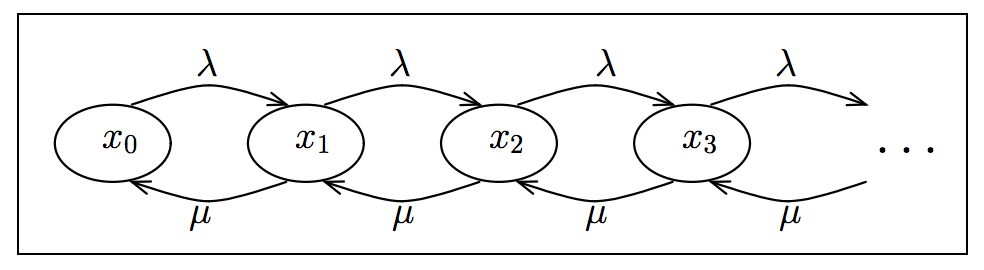 λ λ λ λ
x₀ x₁ x₂ x₃ ...
μ μ μ μ